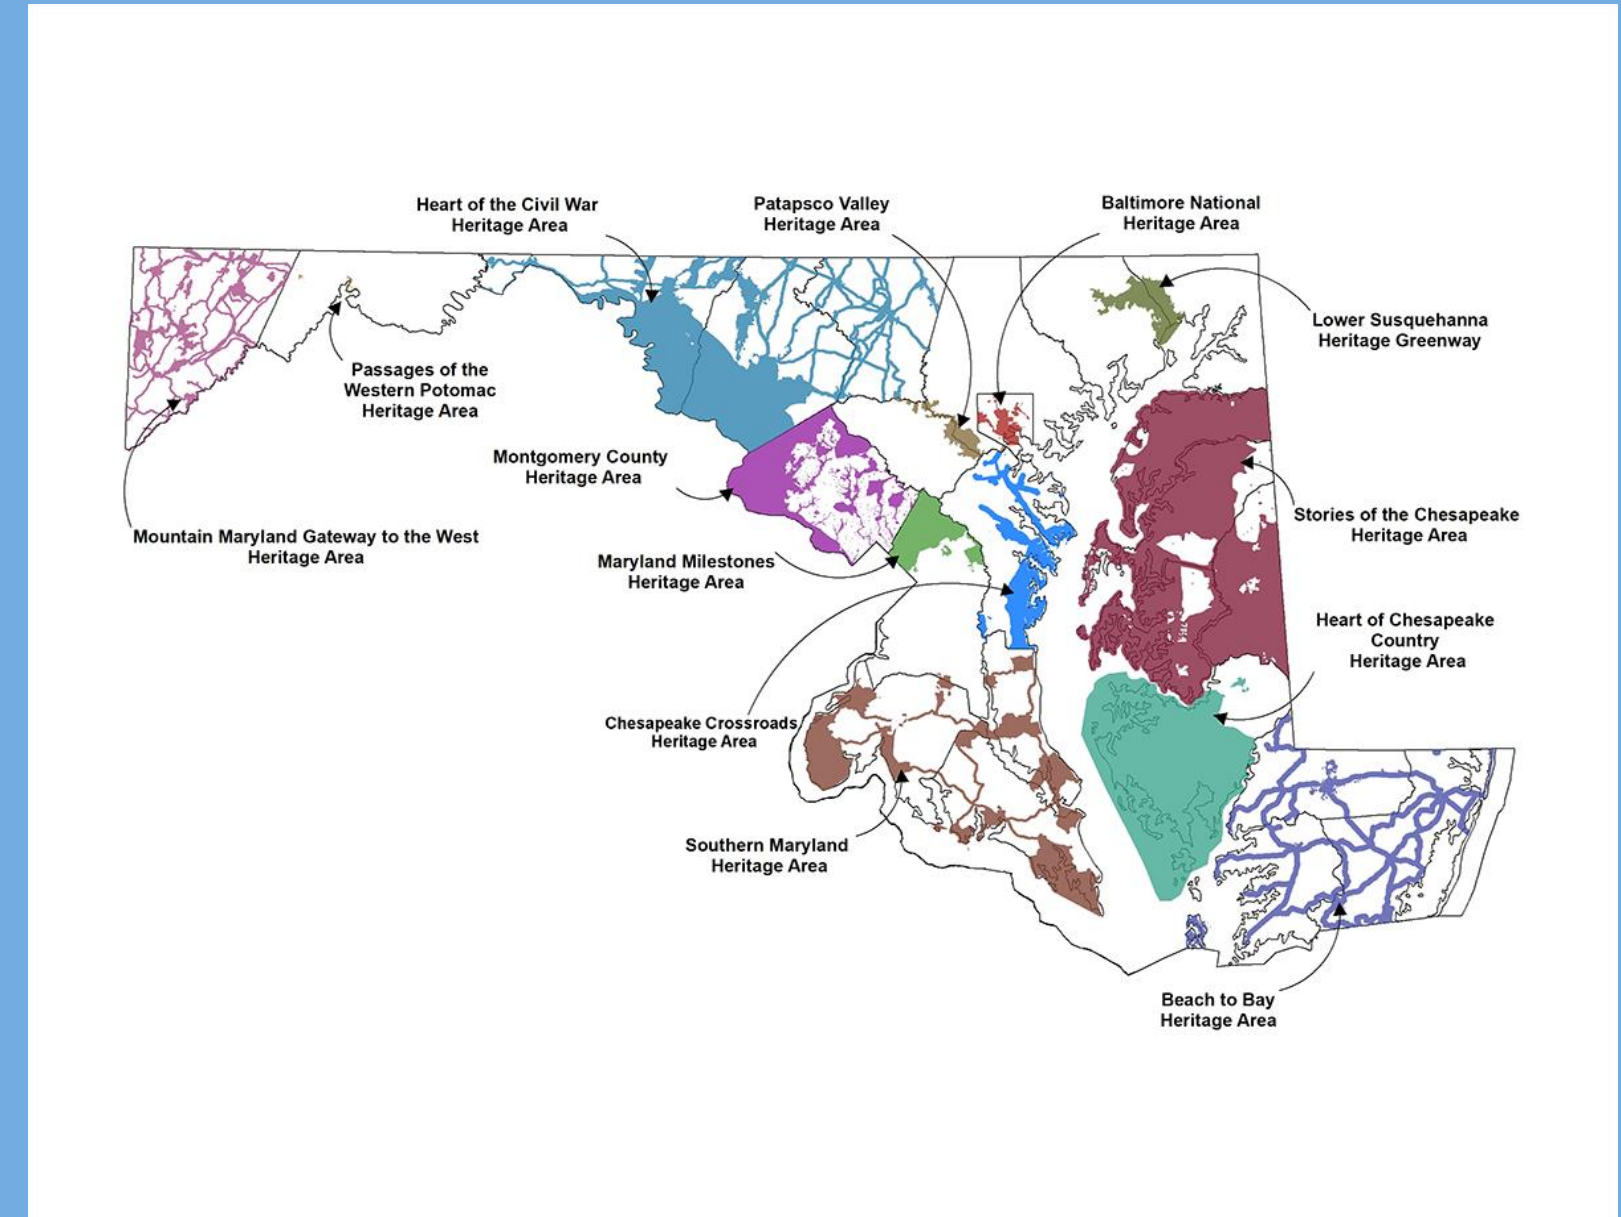 Heart of the Civil War
Heritage Area
Patapsco Valley
Heritage Area
Baltimore National
Heritage Area
Lower Susquehanna
Heritage Greenway
Passages of the
Western Potomac
Heritage Area
Montgomery County
Heritage Area
Mountain Maryland Gateway to the West
Heritage Area
Stories of the Chesapeake
Heritage Area
Maryland Milestones
Heritage Area
Heart of Chesapeake
Country
Heritage Area
Chesapeake Crossroads
Heritage Area
Southern Maryland
Heritage Area
Beach to Bay
Heritage Area